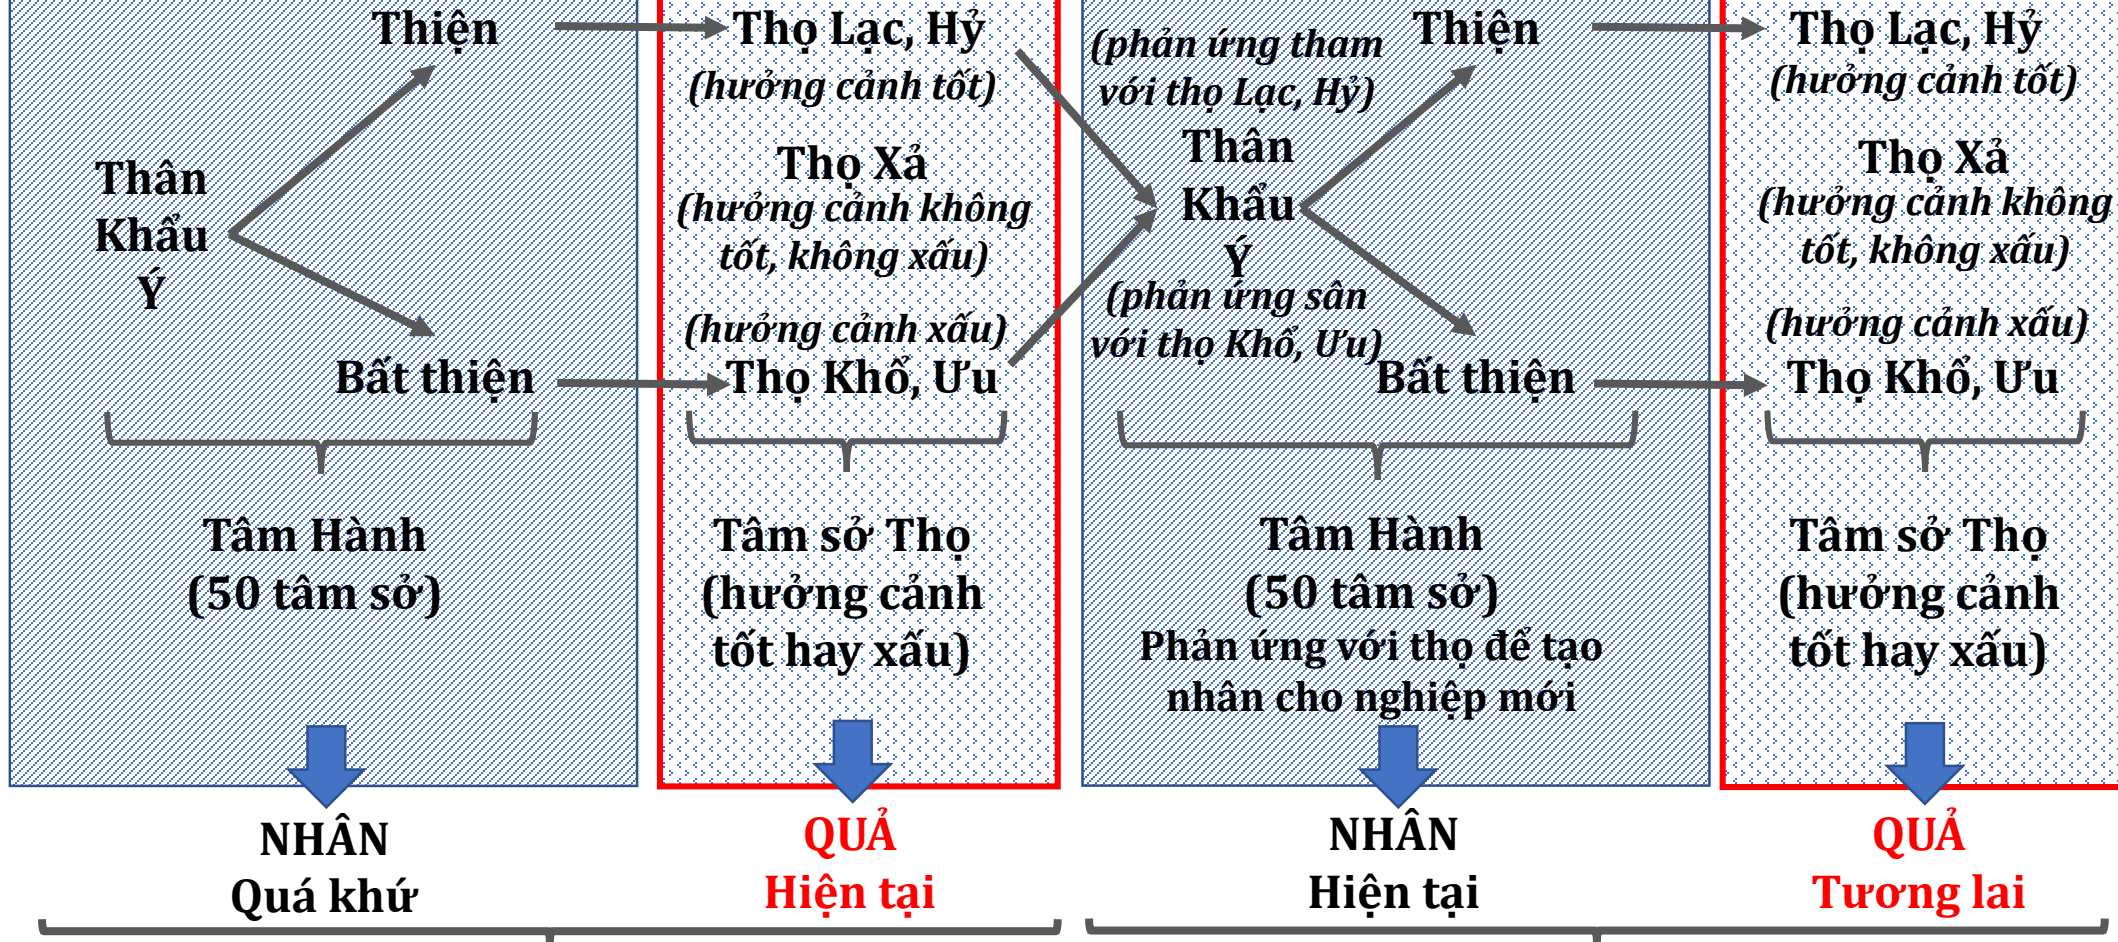 Thiện
Thân
Khẩu
Ý
Bất thiện
Tâm Hành
(50 tâm sở)
NHÂN
Quá khứ
Thọ Lạc, Hỷ
(hưởng cảnh tốt)
Thọ Xả
(hưởng cảnh không
tốt, không xấu)
(hưởng cảnh xấu)
Thọ Khổ, Ưu
Tâm sở Thọ
(hưởng cảnh
tốt hay xấu)
QUẢ
Hiện tại
(phản ứng tham
với thọ Lạc, Hỷ)
Thiện
Thân
Khẩu
Ý
(phản ứng sân
với thọ Khổ, Ưu)
Bất thiện
Tâm Hành
(50 tâm sở)
Phản ứng với thọ để tạo
nhân cho nghiệp mới
NHÂN
Hiện tại
Thọ Lạc, Hỷ
(hưởng cảnh tốt)
Thọ Xả
(hưởng cảnh không
tốt, không xấu)
(hưởng cảnh xấu)
Thọ Khổ, Ưu
Tâm sở Thọ
(hưởng cảnh
tốt hay xấu)
QUẢ
Tương lai